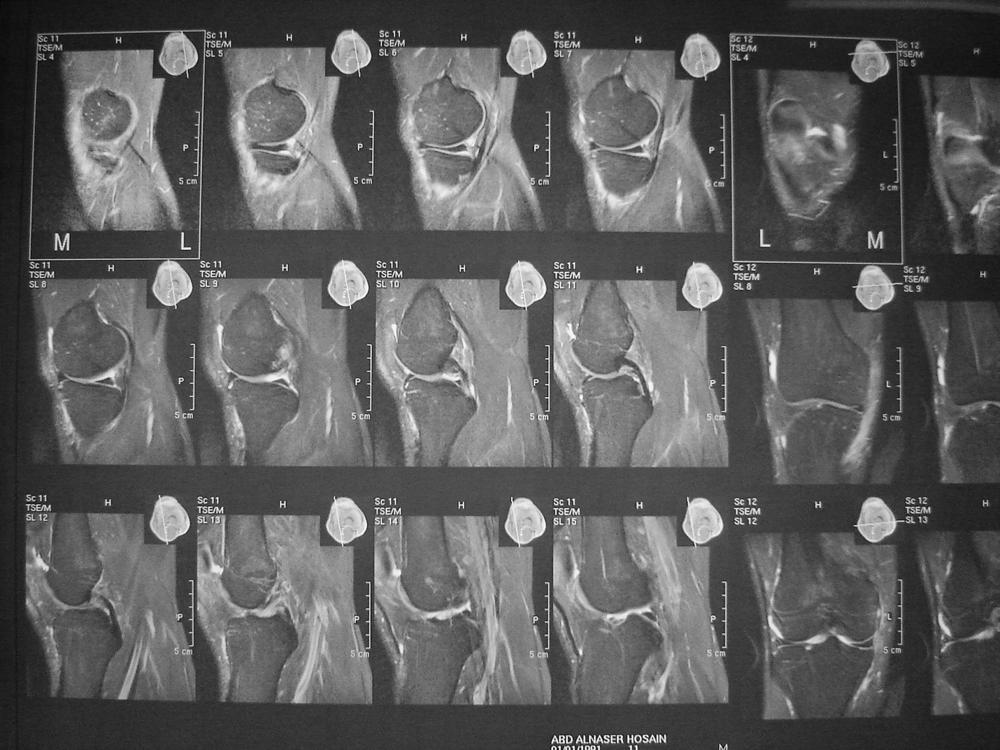 Sc 11
TSE/M
SL 4
H
P
5 cm
M L
Sc 11
TSE/M
SL 5
H
P
5 cm
Sc 11
TSE/M
SL 6
H
P
5 cm
Sc 11
TSE/M
SL 7
H
P
5 cm
Sc 12
TSE/M
SL 4
H
L
5 cm
L M
Sc 12
TSE/M
SL 5
H
Sc 11
TSE/M
SL 8
H
P
5 cm
Sc 11
TSE/M
SL 9
H
P
5 cm
Sc 11
TSE/M
SL 10
H
P
5 cm
Sc 11
TSE/M
SL 11
H
P
5 cm
Sc 12
TSE/M
SL 8
H
L
5 cm
Sc 12
TSE/M
SL 9
H
Sc 11
TSE/M
SL 12
H
P
5 cm
Sc 11
TSE/M
SL 13
H
P
5 cm
Sc 11
TSE/M
SL 14
H
P
5 cm
Sc 11
TSE/M
SL 15
H
P
5 cm
Sc 12
TSE/M
SL 12
H
L
5 cm
Sc 12
TSE/M
SL 13
H
ABD ALNASER HOSAIN
01/01/1991 11 M